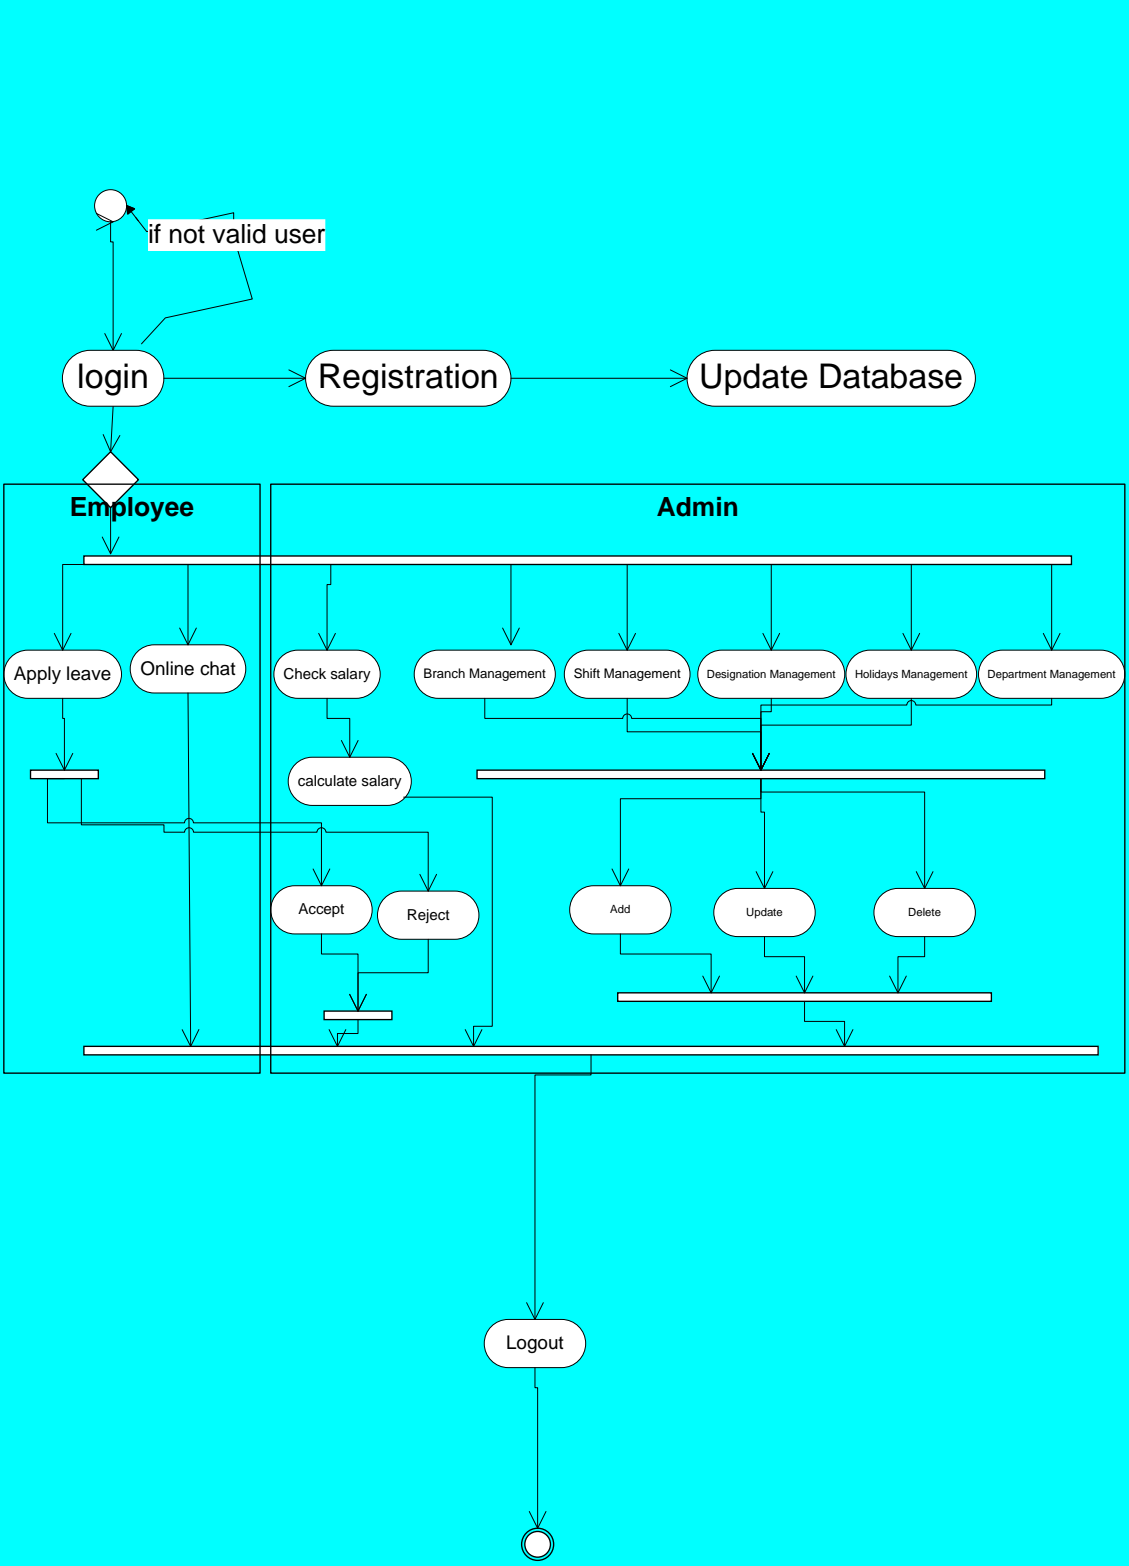 if not valid user
login
Registration
Update Database
Employee
Admin
Apply leave
Online chat
Check salary
Branch Management
Shift Management
Designation Management
Holidays Management
Department Management
calculate salary
Accept
Reject
Add
Update
Delete
Logout